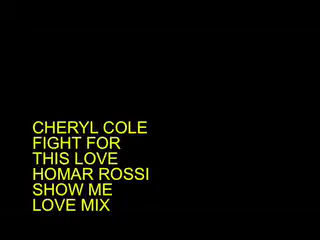 CHERYL COLE
FIGHT FOR
THIS LOVE
HOMAR ROSSI
SHOW ME
LOVE MIX